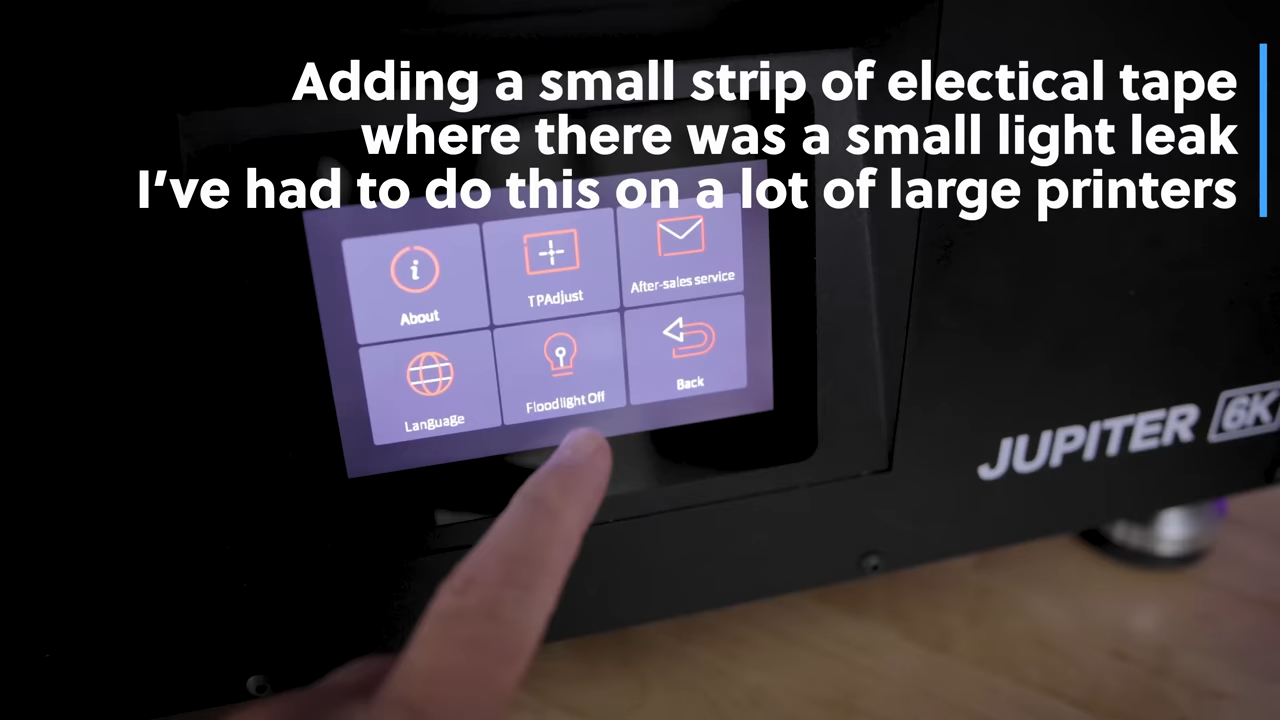 Adding a small strip of electical tape
where there was a small light leak
I've had to do this on a lot of large printers
About
TPAdjust
After-sales service
Language
Floodlight Off
Back
JUPITER 6K